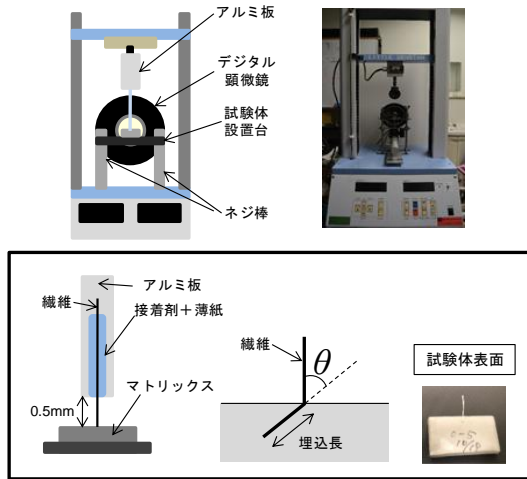 アルミ板
デジタル
顕微鏡
試験体
設置台
ネジ棒
アルミ板
繊維
接着剤+薄紙
マトリックス
0.5mm
繊維
θ
埋込長
試験体表面
C-5